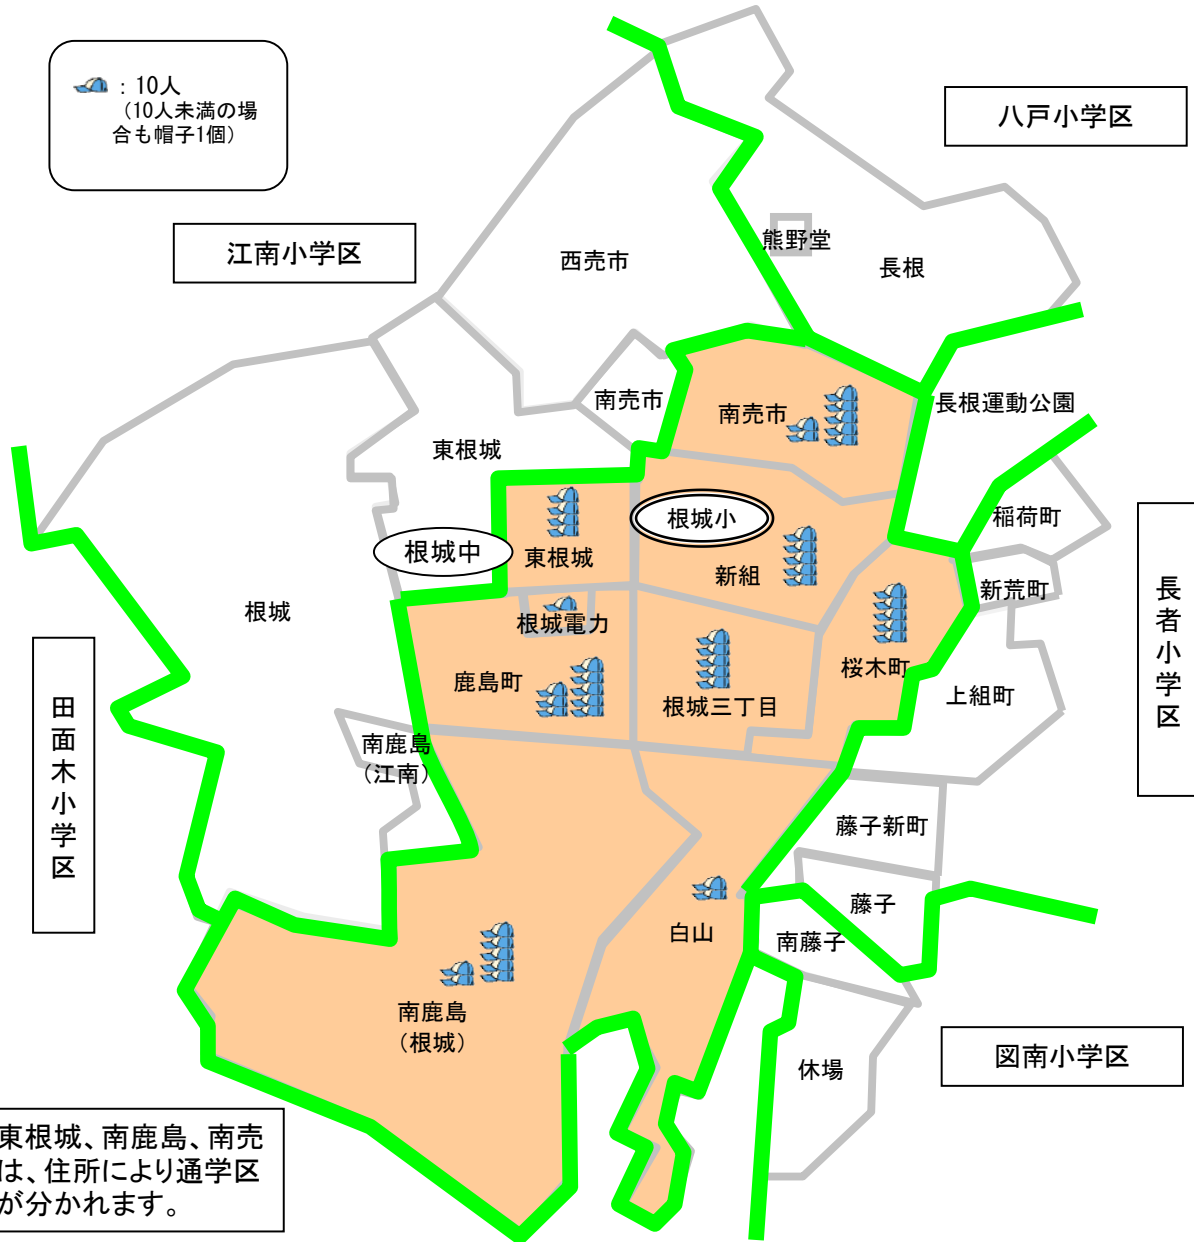 ：10人
（10人未満の場
合も帽子1個）
八戸小学区
江南小学区
西売市
熊野堂
長根
南売市
南売市
長根運動公園
東根城
根城小
稲荷町
根城中
東根城
新組
新荒町
根城
根城電力
鹿島町
根城三丁目
桜木町
上組町
長者小学区
田面木小学区
南鹿島
（江南）
藤子新町
藤子
白山
南藤子
南鹿島
（根城）
休場
図南小学区
東根城、南鹿島、南売
は、住所により通学区
が分かれます。